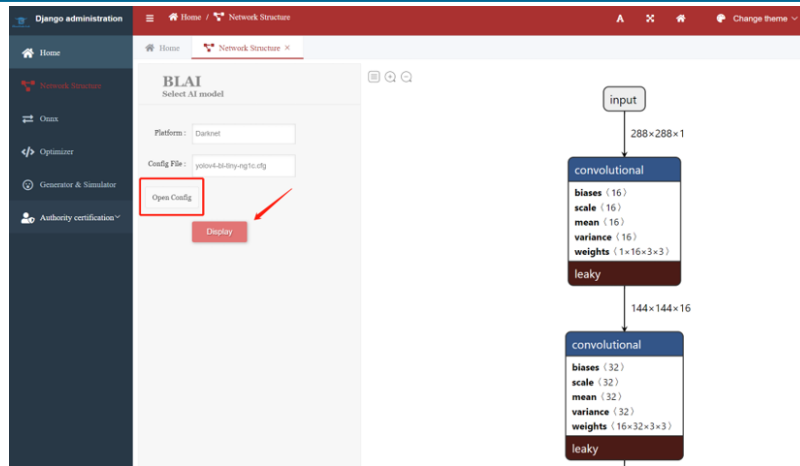 Django administration
Home / Network Structure
A
Change theme
Home
Network Structure ×
Home
Network Structure
Onnx
Optimizer
Generator & Simulator
Authority certification
BLAI
Select AI model
Platform :
Darknet
Config File :
yolov4-bl-tiny-ng1c.cfg
Open Config
Display
input
288×288×1
convolutional
biases (16)
scale (16)
mean (16)
variance (16)
weights (1×16×3×3)
leaky
144×144×16
convolutional
biases (32)
scale (32)
mean (32)
variance (32)
weights (16×32×3×3)
leaky